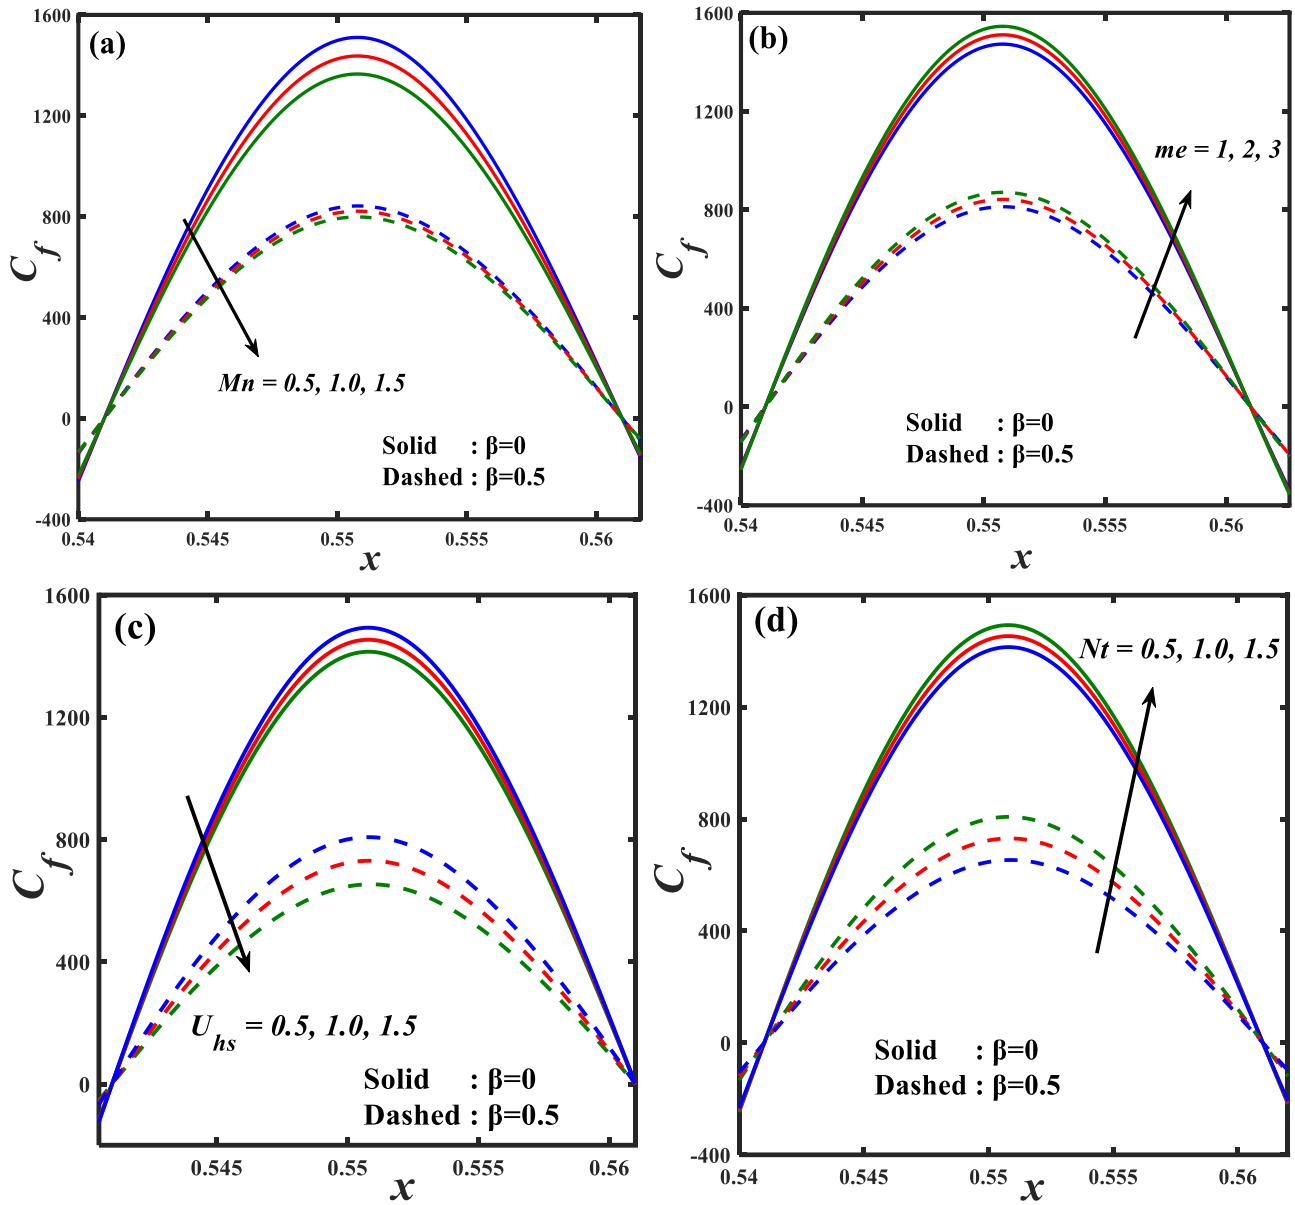 (a)
1600
1200
800
400
0
-400
C_f
Mn = 0.5, 1.0, 1.5
Solid : β=0
Dashed : β=0.5
0.54 0.545 0.55 0.555 0.56
x
(b)
1600
1200
800
400
0
-400
C_f
me = 1, 2, 3
Solid : β=0
Dashed : β=0.5
0.54 0.545 0.55 0.555 0.56
x
(c)
1600
1200
800
400
0
C_f
U_hs = 0.5, 1.0, 1.5
Solid : β=0
Dashed : β=0.5
0.545 0.55 0.555 0.56
x
(d)
1600
1200
800
400
0
-400
C_f
Nt = 0.5, 1.0, 1.5
Solid : β=0
Dashed : β=0.5
0.54 0.545 0.55 0.555 0.56
x